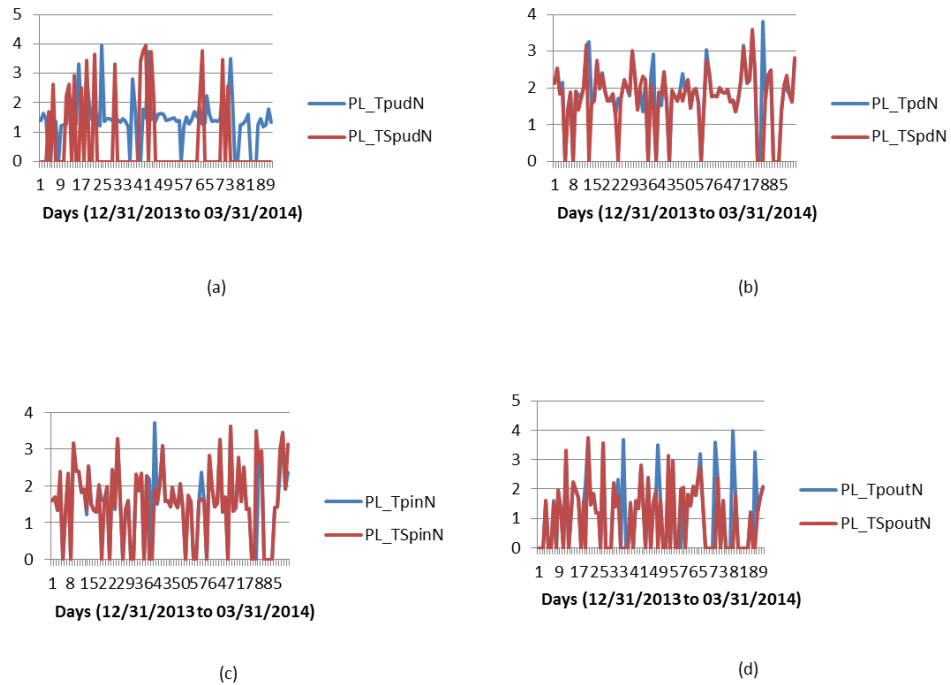 5
4
3
2
1
0
1 9 17 25 33 41 49 57 65 73 81 89
PL_TpudN
PL_TSpudN
Days (12/31/2013 to 03/31/2014)
(a)
4
3
2
1
0
1 8 15 22 29 36 43 50 57 64 71 78 85
PL_TpdN
PL_TSpdN
Days (12/31/2013 to 03/31/2014)
(b)
4
3
2
1
0
1 8 15 22 29 36 43 50 57 64 71 78 85
PL_TpinN
PL_TSpinN
Days (12/31/2013 to 03/31/2014)
(c)
5
4
3
2
1
0
1 9 17 25 33 41 49 57 65 73 81 89
PL_TpoutN
PL_TSpoutN
Days (12/31/2013 to 03/31/2014)
(d)